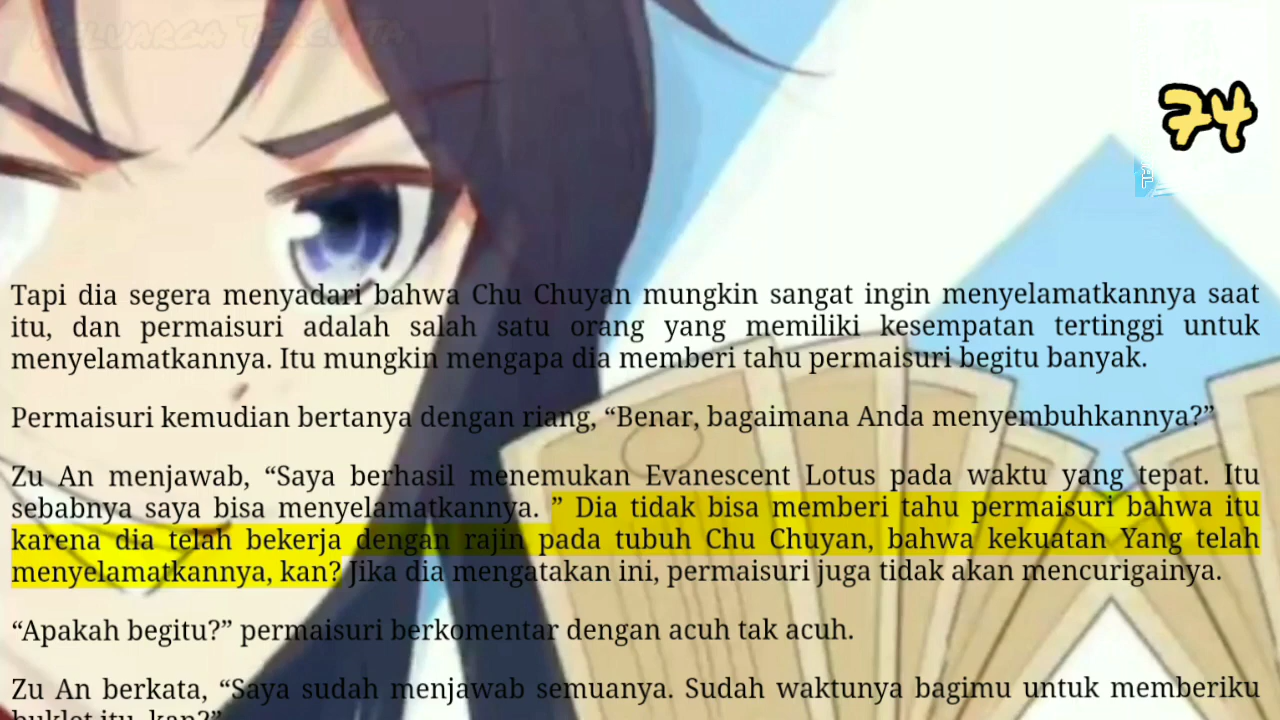 Keluarga Tercinta
74
Tapi dia segera menyadari bahwa Chu Chuyan mungkin sangat ingin menyelamatkannya saat
itu, dan permaisuri adalah salah satu orang yang memiliki kesempatan tertinggi untuk
menyelamatkannya. Itu mungkin mengapa dia memberi tahu permaisuri begitu banyak.
Permaisuri kemudian bertanya dengan riang, “Benar, bagaimana Anda menyembuhkannya?”
Zu An menjawab, “Saya berhasil menemukan Evanescent Lotus pada waktu yang tepat. Itu
sebabnya saya bisa menyelamatkannya. ” Dia tidak bisa memberi tahu permaisuri bahwa itu
karena dia telah bekerja dengan rajin pada tubuh Chu Chuyan, bahwa kekuatan Yang telah
menyelamatkannya, kan? Jika dia mengatakan ini, permaisuri juga tidak akan mencurigainya.
“Apakah begitu?” permaisuri berkomentar dengan acuh tak acuh.
Zu An berkata, “Saya sudah menjawab semuanya. Sudah waktunya bagimu untuk memberiku
buklet itu, kan?”